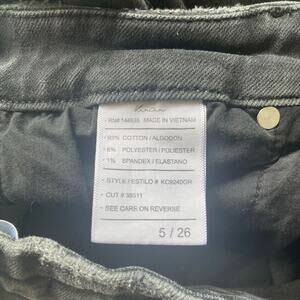 • RN# 144835 MADE IN VIETNAM
• 93% COTTON / ALGODON
• 6% POLYESTER / POLIESTER
• 1% SPANDEX / ELASTANO
• STYLE / ESTILO # KC9240GR
• CUT # 38511
• SEE CARE ON REVERSE
5 / 26